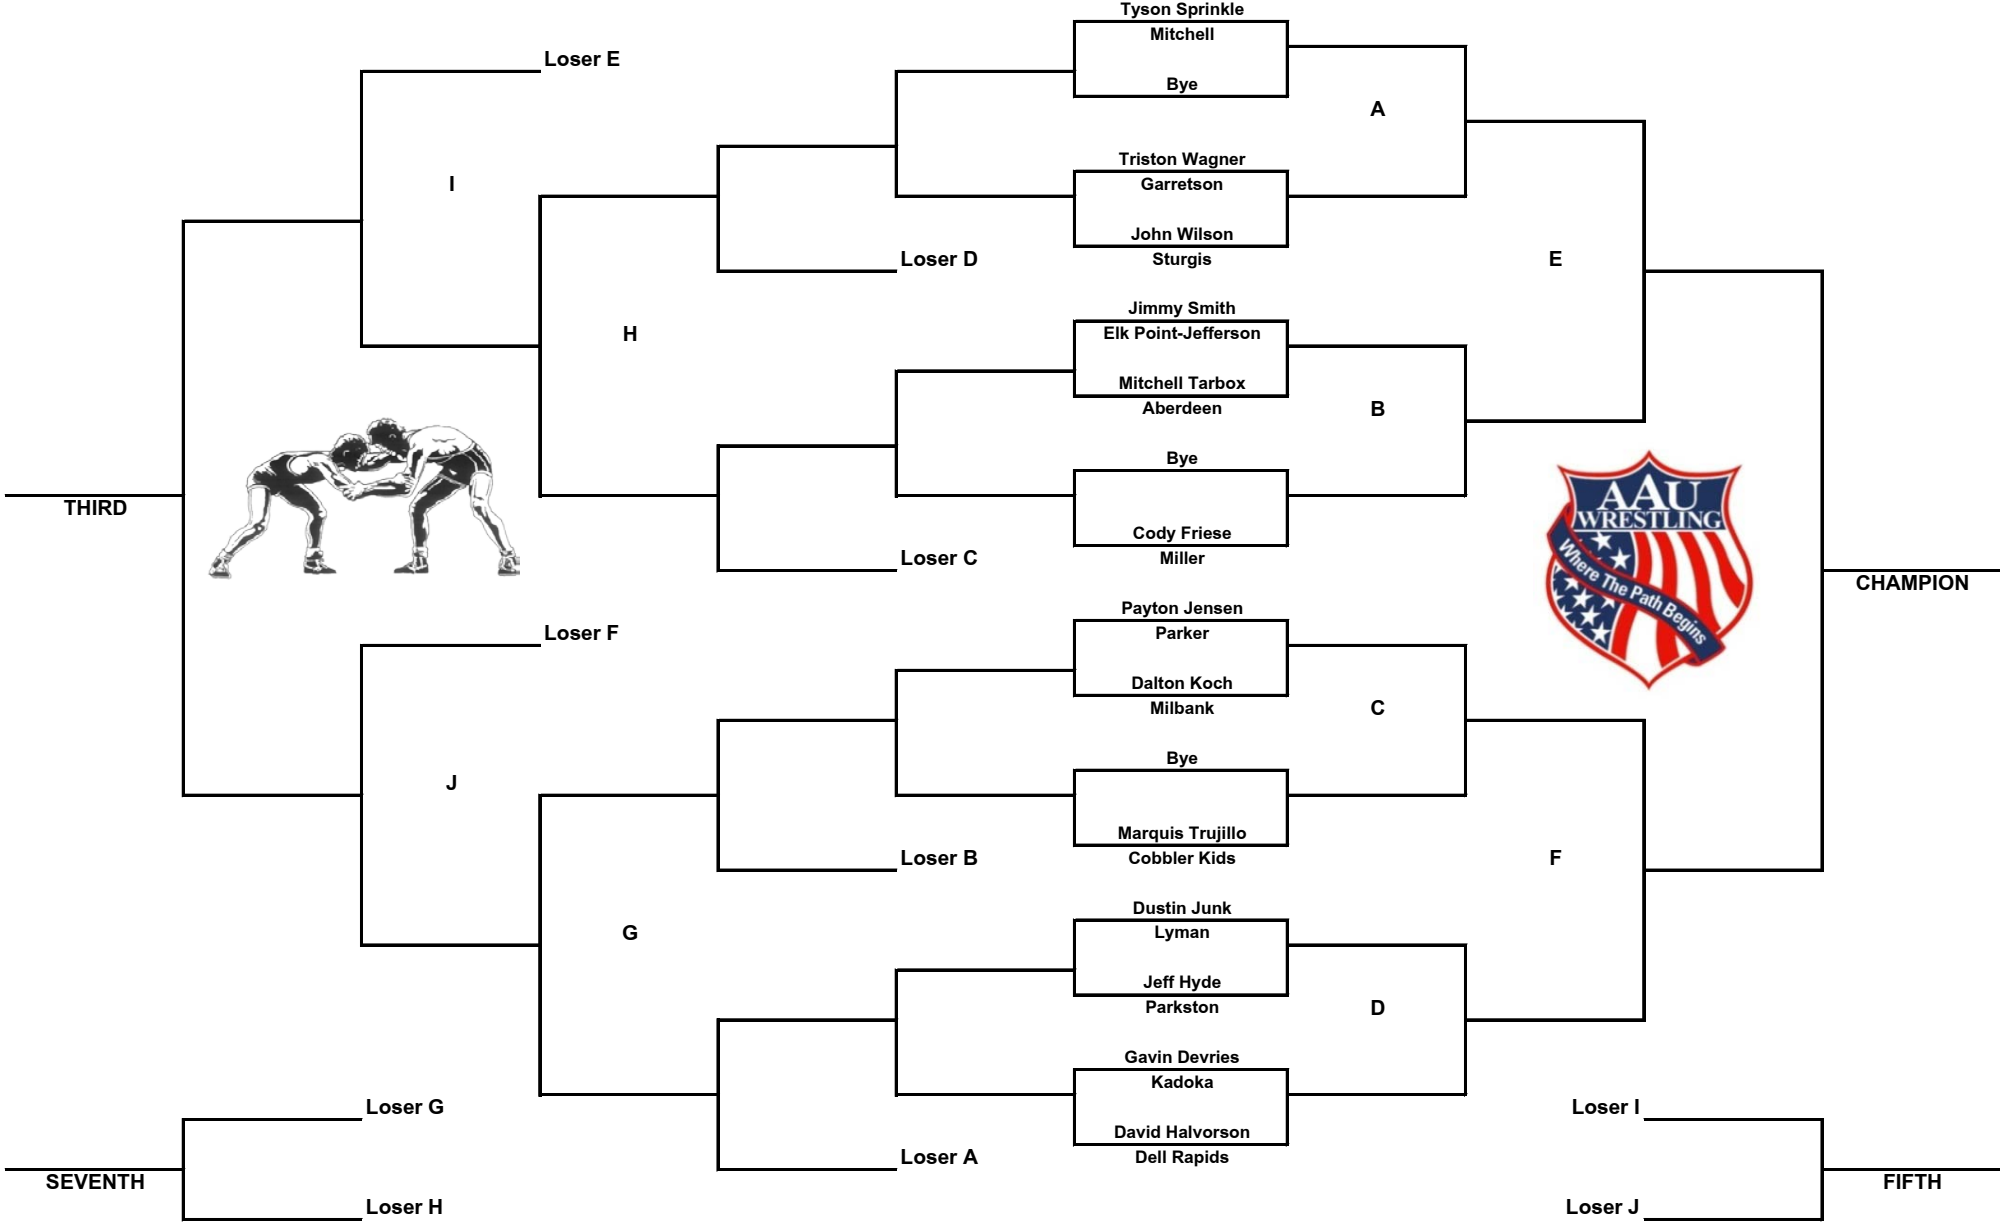 Tyson Sprinkle
Mitchell
Bye
Loser E
A
Triston Wagner
Garretson
I
John Wilson
Sturgis
Loser D
E
Jimmy Smith
Elk Point-Jefferson
H
Mitchell Tarbox
Aberdeen
B
Bye
AAU
WRESTLING
Where The Path Begins
THIRD
Cody Friese
Miller
Loser C
CHAMPION
Payton Jensen
Parker
Loser F
Dalton Koch
Milbank
C
Bye
J
Marquis Trujillo
Cobbler Kids
Loser B
F
Dustin Junk
Lyman
G
Jeff Hyde
Parkston
D
Gavin Devries
Kadoka
Loser G
Loser I
David Halvorson
Dell Rapids
Loser A
SEVENTH
FIFTH
Loser H
Loser J